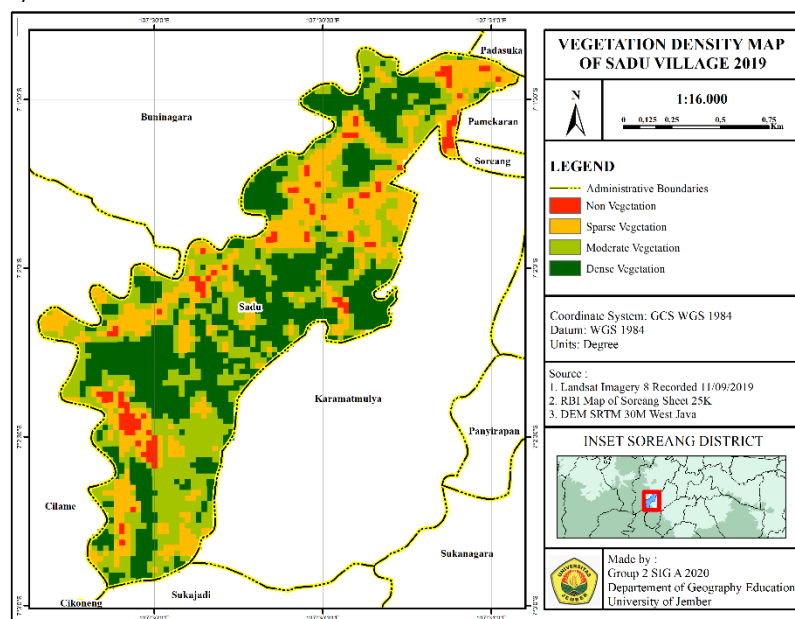 Padasuka
Buninagara
Pamekaran
Soreang
Sadu
Karamatmulya
Panyirapan
Cilame
Sukanagara
Cikoneng
Sukajadi
VEGETATION DENSITY MAP
OF SADU VILLAGE 2019
N
1:16.000
0 0,125 0,25 0,5 0,75
Km
LEGEND
Administrative Boundaries
Non Vegetation
Sparse Vegetation
Moderate Vegetation
Dense Vegetation
Coordinate System: GCS WGS 1984
Datum: WGS 1984
Units: Degree
Source :
1. Landsat Imagery 8 Recorded 11/09/2019
2. RBI Map of Soreang Sheet 25K
3. DEM SRTM 30M West Java
INSET SOREANG DISTRICT
UNIVERSITAS
JEMBER
Made by :
Group 2 SIG A 2020
Departement of Geography Education
University of Jember